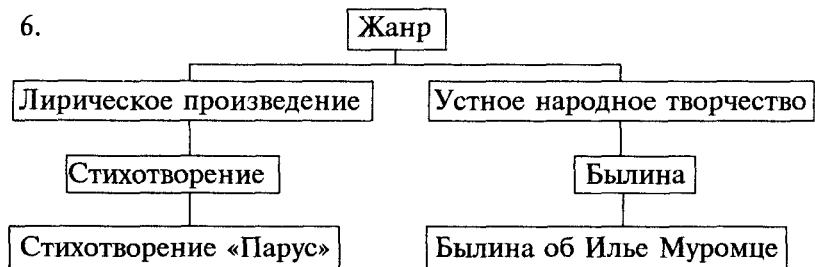 6.
Жанр
Лирическое произведение
Устное народное творчество
Стихотворение
Былина
Стихотворение «Парус»
Былина об Илье Муромце